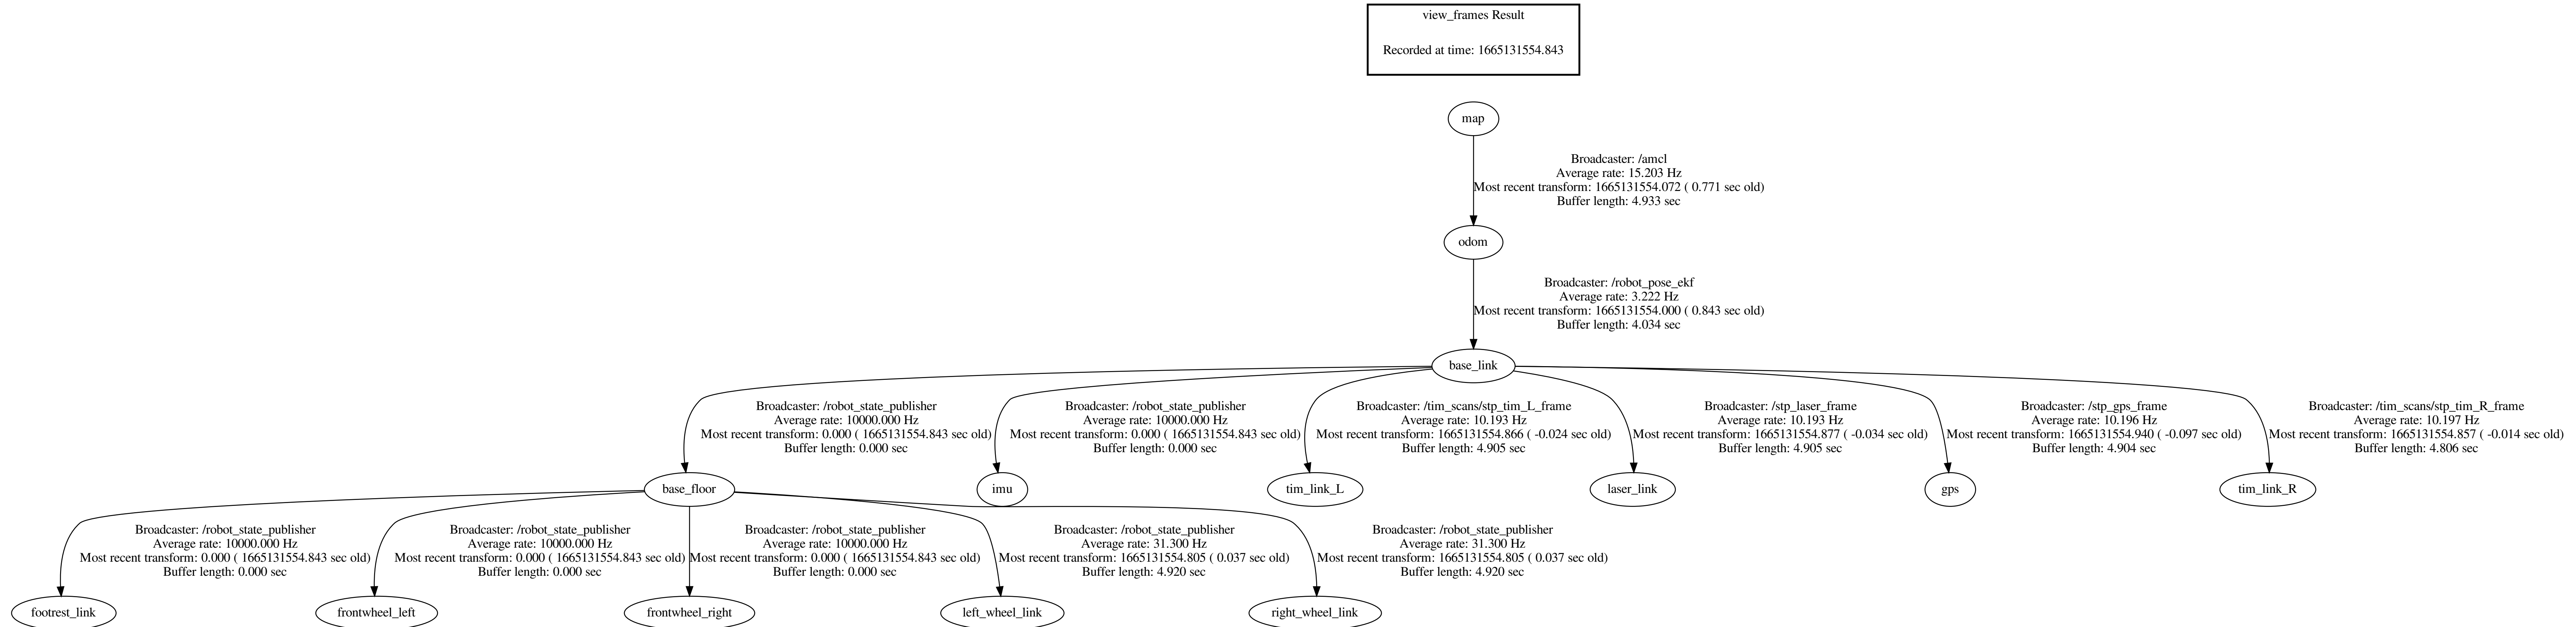 view_frames Result
Recorded at time: 1665131554.843
map
Broadcaster: /amcl
Average rate: 15.203 Hz
Most recent transform: 1665131554.072 ( 0.771 sec old)
Buffer length: 4.933 sec
odom
Broadcaster: /robot_pose_ekf
Average rate: 3.222 Hz
Most recent transform: 1665131554.000 ( 0.843 sec old)
Buffer length: 4.034 sec
base_link
Broadcaster: /robot_state_publisher
Average rate: 10000.000 Hz
Most recent transform: 0.000 ( 1665131554.843 sec old)
Buffer length: 0.000 sec
Broadcaster: /robot_state_publisher
Average rate: 10000.000 Hz
Most recent transform: 0.000 ( 1665131554.843 sec old)
Buffer length: 0.000 sec
Broadcaster: /tim_scans/stp_tim_L_frame
Average rate: 10.193 Hz
Most recent transform: 1665131554.866 ( -0.024 sec old)
Buffer length: 4.905 sec
Broadcaster: /stp_laser_frame
Average rate: 10.193 Hz
Most recent transform: 1665131554.877 ( -0.034 sec old)
Buffer length: 4.905 sec
Broadcaster: /stp_gps_frame
Average rate: 10.196 Hz
Most recent transform: 1665131554.940 ( -0.097 sec old)
Buffer length: 4.904 sec
Broadcaster: /tim_scans/stp_tim_R_frame
Average rate: 10.197 Hz
Most recent transform: 1665131554.857 ( -0.014 sec old)
Buffer length: 4.806 sec
base_floor
imu
tim_link_L
laser_link
gps
tim_link_R
Broadcaster: /robot_state_publisher
Average rate: 10000.000 Hz
Most recent transform: 0.000 ( 1665131554.843 sec old)
Buffer length: 0.000 sec
Broadcaster: /robot_state_publisher
Average rate: 10000.000 Hz
Most recent transform: 0.000 ( 1665131554.843 sec old)
Buffer length: 0.000 sec
Broadcaster: /robot_state_publisher
Average rate: 10000.000 Hz
Most recent transform: 0.000 ( 1665131554.843 sec old)
Buffer length: 0.000 sec
Broadcaster: /robot_state_publisher
Average rate: 31.300 Hz
Most recent transform: 1665131554.805 ( 0.037 sec old)
Buffer length: 4.920 sec
Broadcaster: /robot_state_publisher
Average rate: 31.300 Hz
Most recent transform: 1665131554.805 ( 0.037 sec old)
Buffer length: 4.920 sec
footrest_link
frontwheel_left
frontwheel_right
left_wheel_link
right_wheel_link